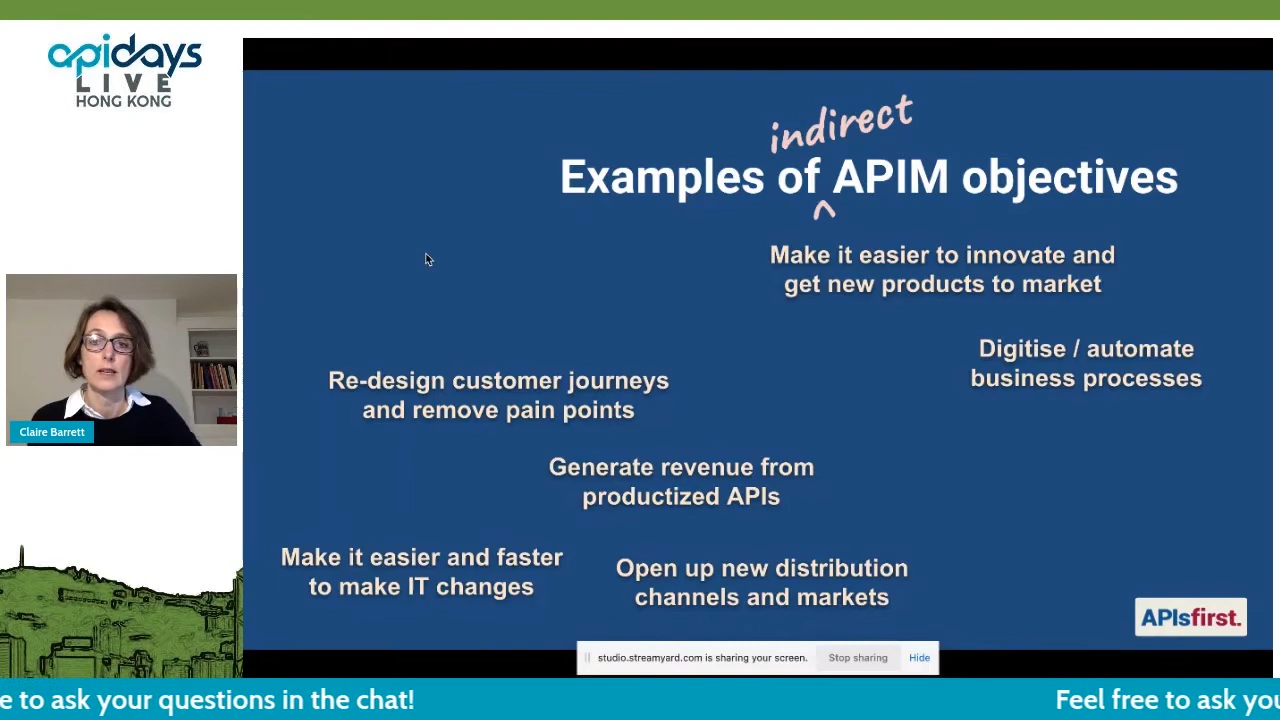 apidays
LIVE
HONG KONG
indirect
Examples of APIM objectives
^
Make it easier to innovate and
get new products to market
Digitise / automate
business processes
Re-design customer journeys
and remove pain points
Generate revenue from
productized APIs
Make it easier and faster
to make IT changes
Open up new distribution
channels and markets
APIsfirst.
Claire Barrett
studio.streamyard.com is sharing your screen. Stop sharing Hide
e to ask your questions in the chat! Feel free to ask you